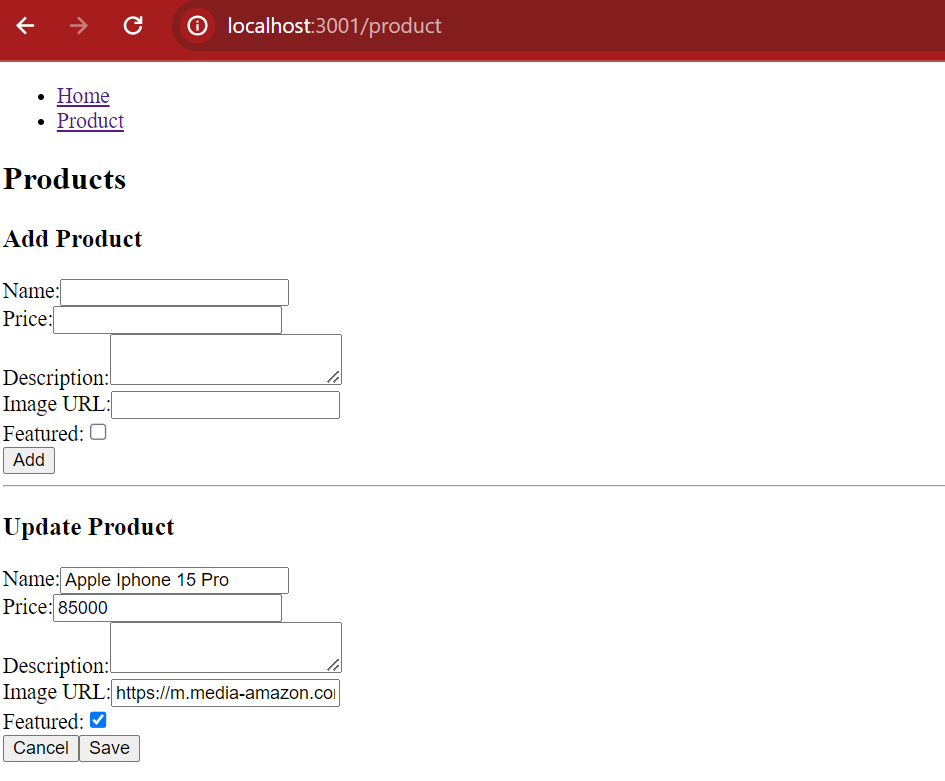 localhost:3001/product
Home
Product
Products
Add Product
Name:
Price:
Description:
Image URL:
Featured:
Add
Update Product
Name: Apple Iphone 15 Pro
Price: 85000
Description:
Image URL: https://m.media-amazon.co
Featured:
Cancel Save